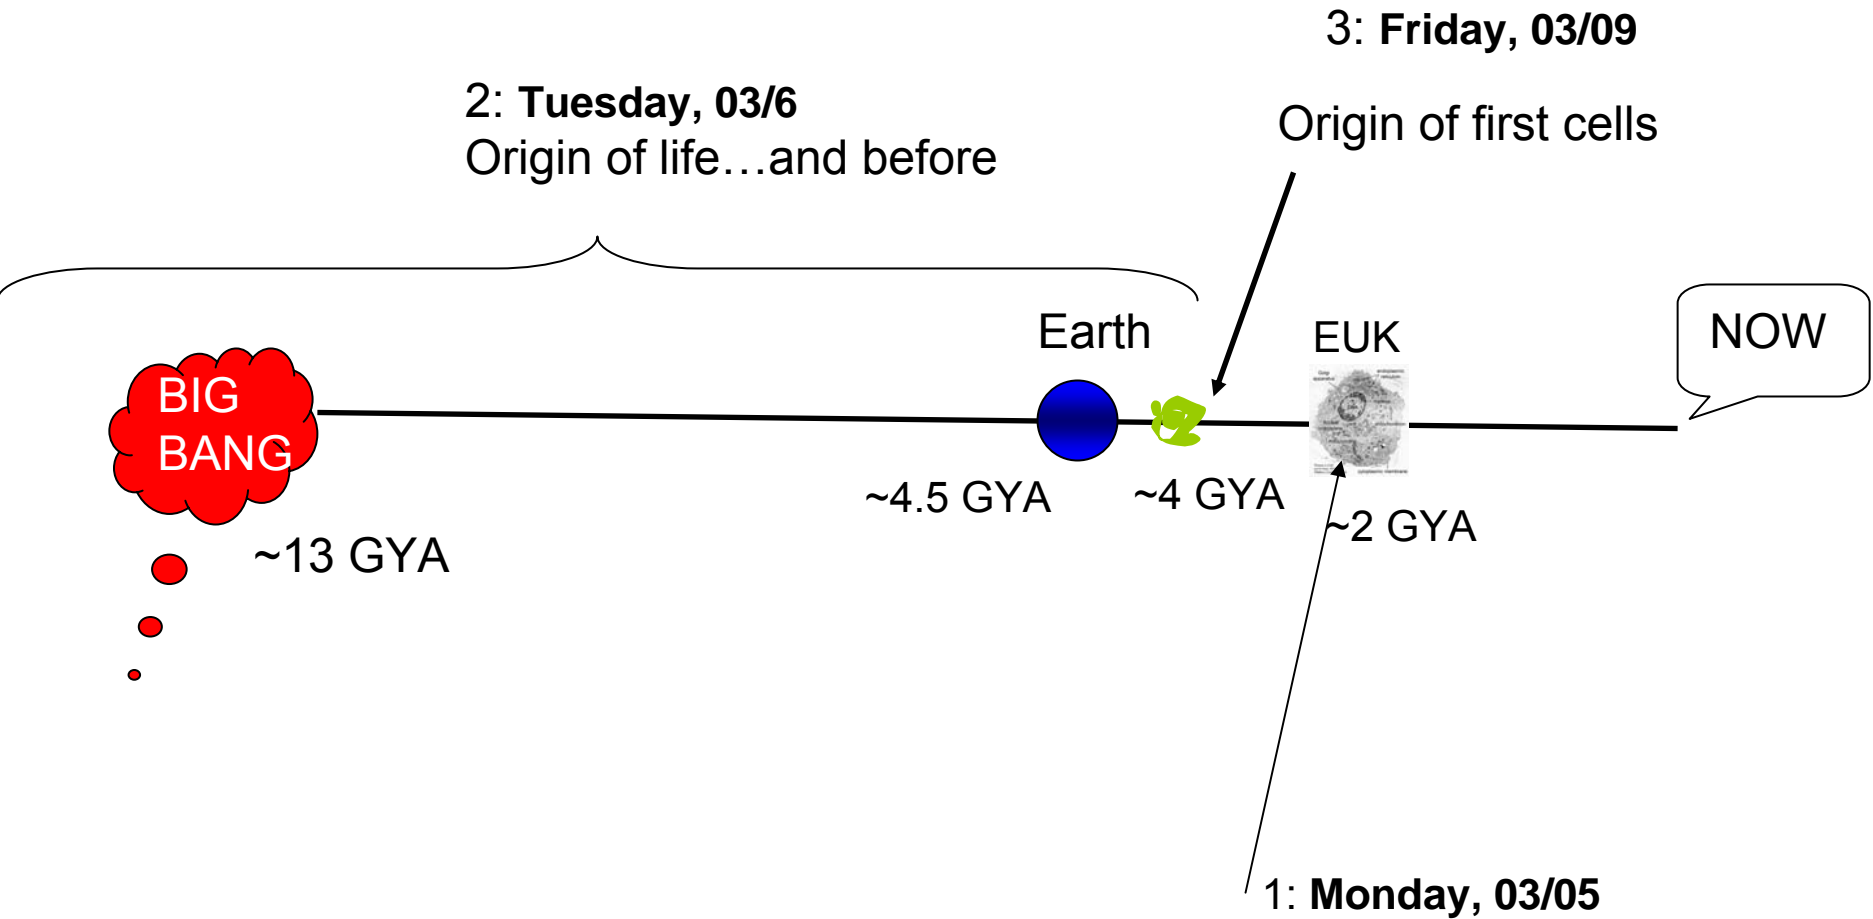 3: Friday, 03/09
2: Tuesday, 03/6
Origin of life…and before
Origin of first cells
Earth
EUK
NOW
BIG
BANG
~4.5 GYA
~4 GYA
~2 GYA
~13 GYA
1: Monday, 03/05